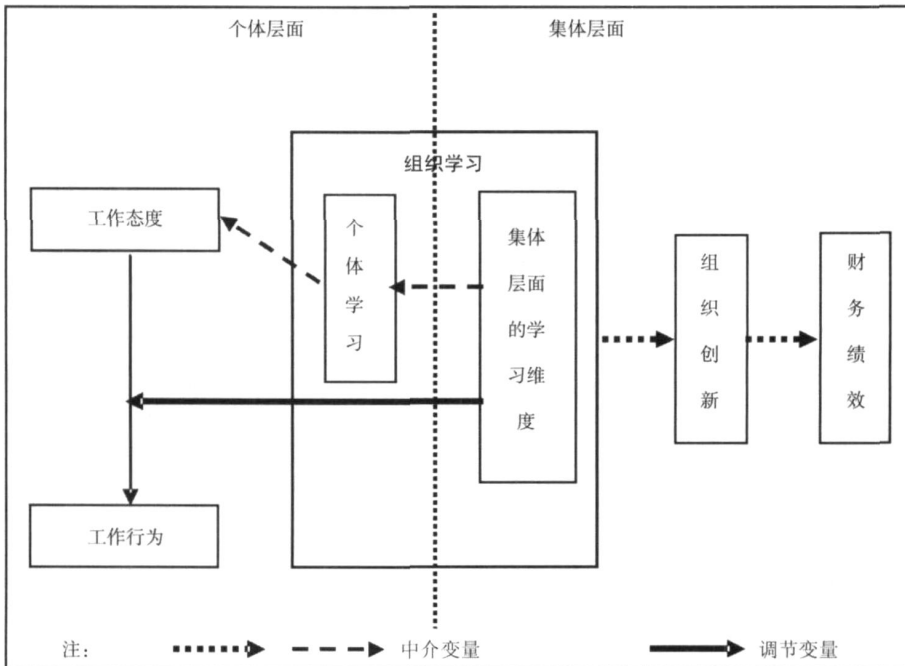 个体层面
集体层面
组织学习
工作态度
个体学习
集体
层面
的学
习维
度
组织创新
财务绩效
工作行为
注：
中介变量
调节变量